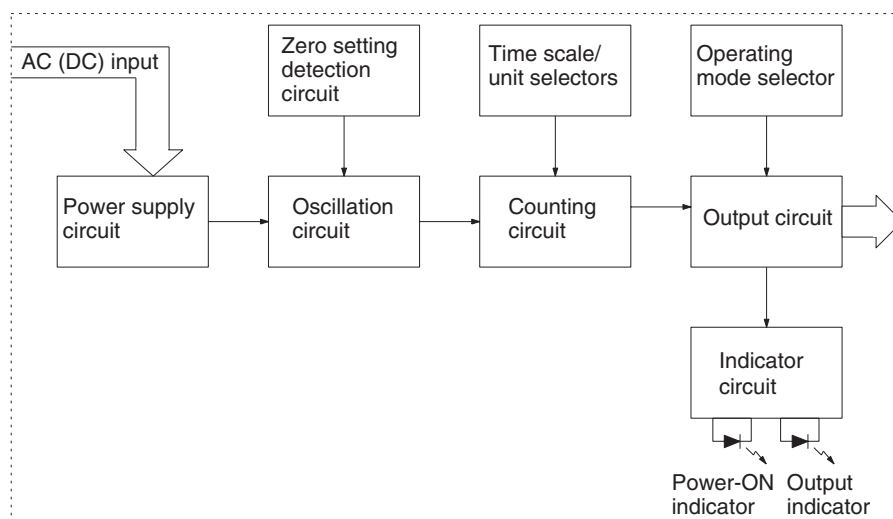 AC (DC) input
Zero setting
detection
circuit
Time scale/
unit selectors
Operating
mode selector
Power supply
circuit
Oscillation
circuit
Counting
circuit
Output circuit
Indicator
circuit
Power-ON
indicator
Output
indicator